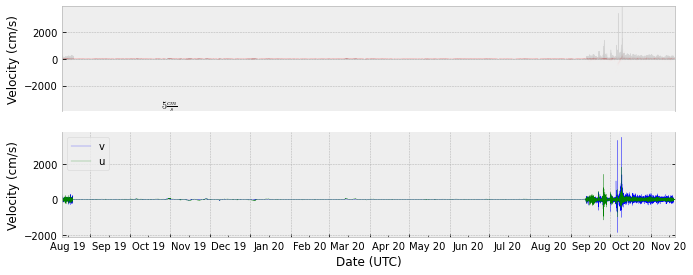 Velocity (cm/s)
2000
0
−2000
5 cm/s
Velocity (cm/s)
v
u
2000
0
−2000
Aug 19 Sep 19 Oct 19 Nov 19 Dec 19 Jan 20 Feb 20 Mar 20 Apr 20 May 20 Jun 20 Jul 20 Aug 20 Sep 20 Oct 20 Nov 20
Date (UTC)